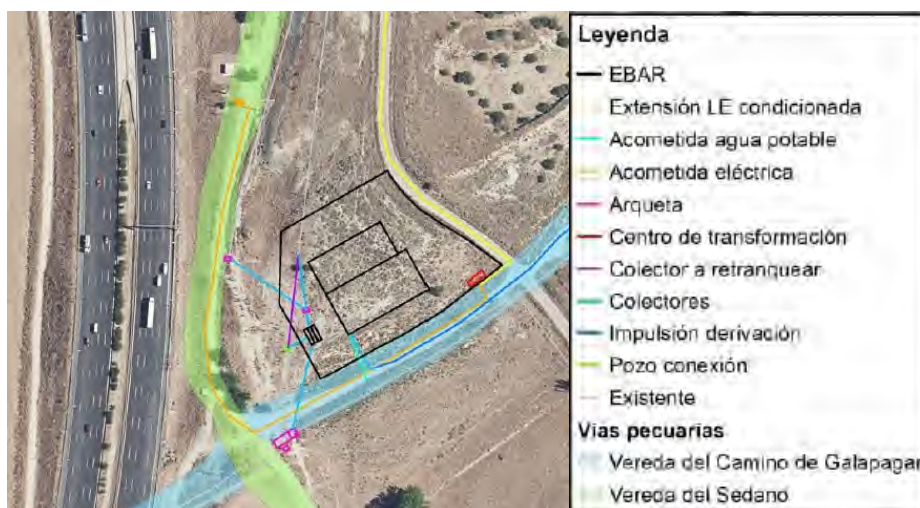 Leyenda
EBAR
Extensión LE condicionada
Acometida agua potable
Acometida eléctrica
Arqueta
Centro de transformación
Colector a retranquear
Colectores
Impulsión derivación
Pozo conexión
Existente
Vias pecuarias
Vereda del Camino de Galapagar
Vereda del Sedano